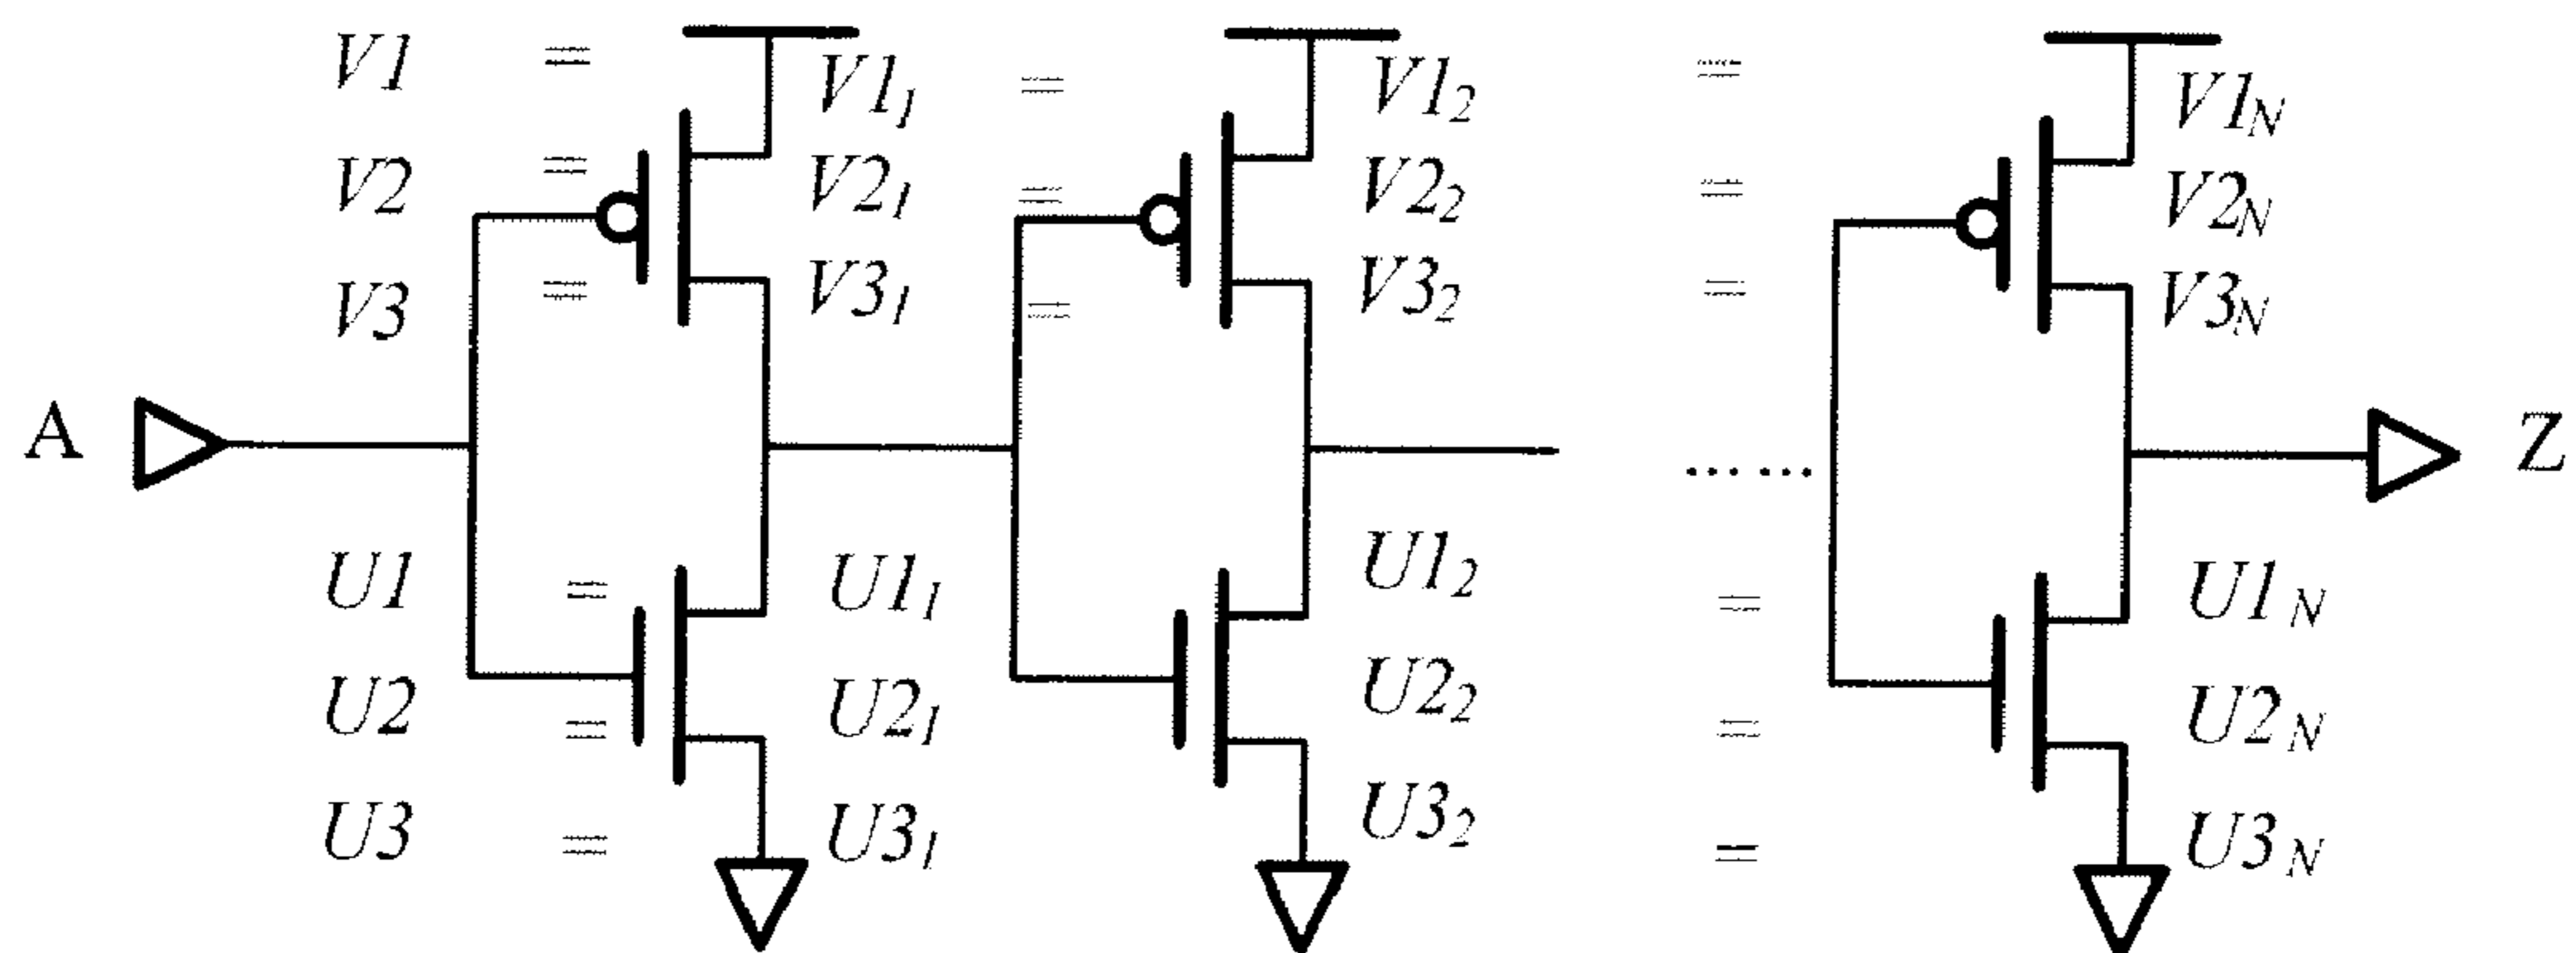 V1 = V1₁ = V1₂ = V1N
V2 = V2₁ = V2₂ = V2N
V3 = V3₁ = V3₂ = V3N
A ...... Z
U1 = U1₁ U1₂ = U1N
U2 = U2₁ U2₂ = U2N
U3 = U3₁ U3₂ = U3N